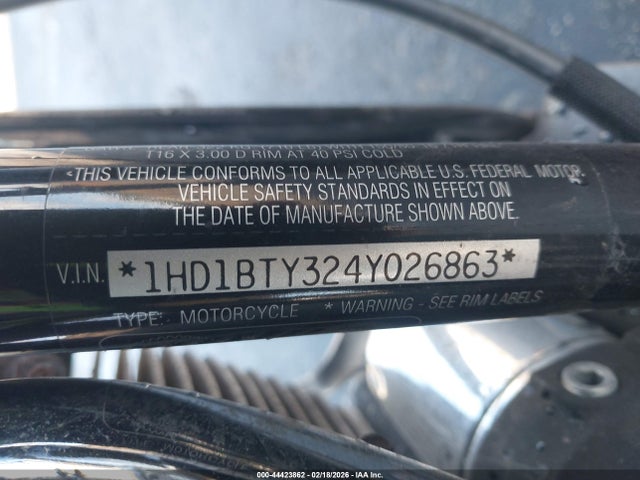 T16 X 3.00 D RIM AT 40 PSI COLD
THIS VEHICLE CONFORMS TO ALL APPLICABLE U.S. FEDERAL MOTOR
VEHICLE SAFETY STANDARDS IN EFFECT ON
THE DATE OF MANUFACTURE SHOWN ABOVE.
V.I.N. *1HD1BTY324Y026863*
TYPE: MOTORCYCLE * WARNING - SEE RIM LABELS
000-44423862 - 02/18/2026 - IAA Inc.